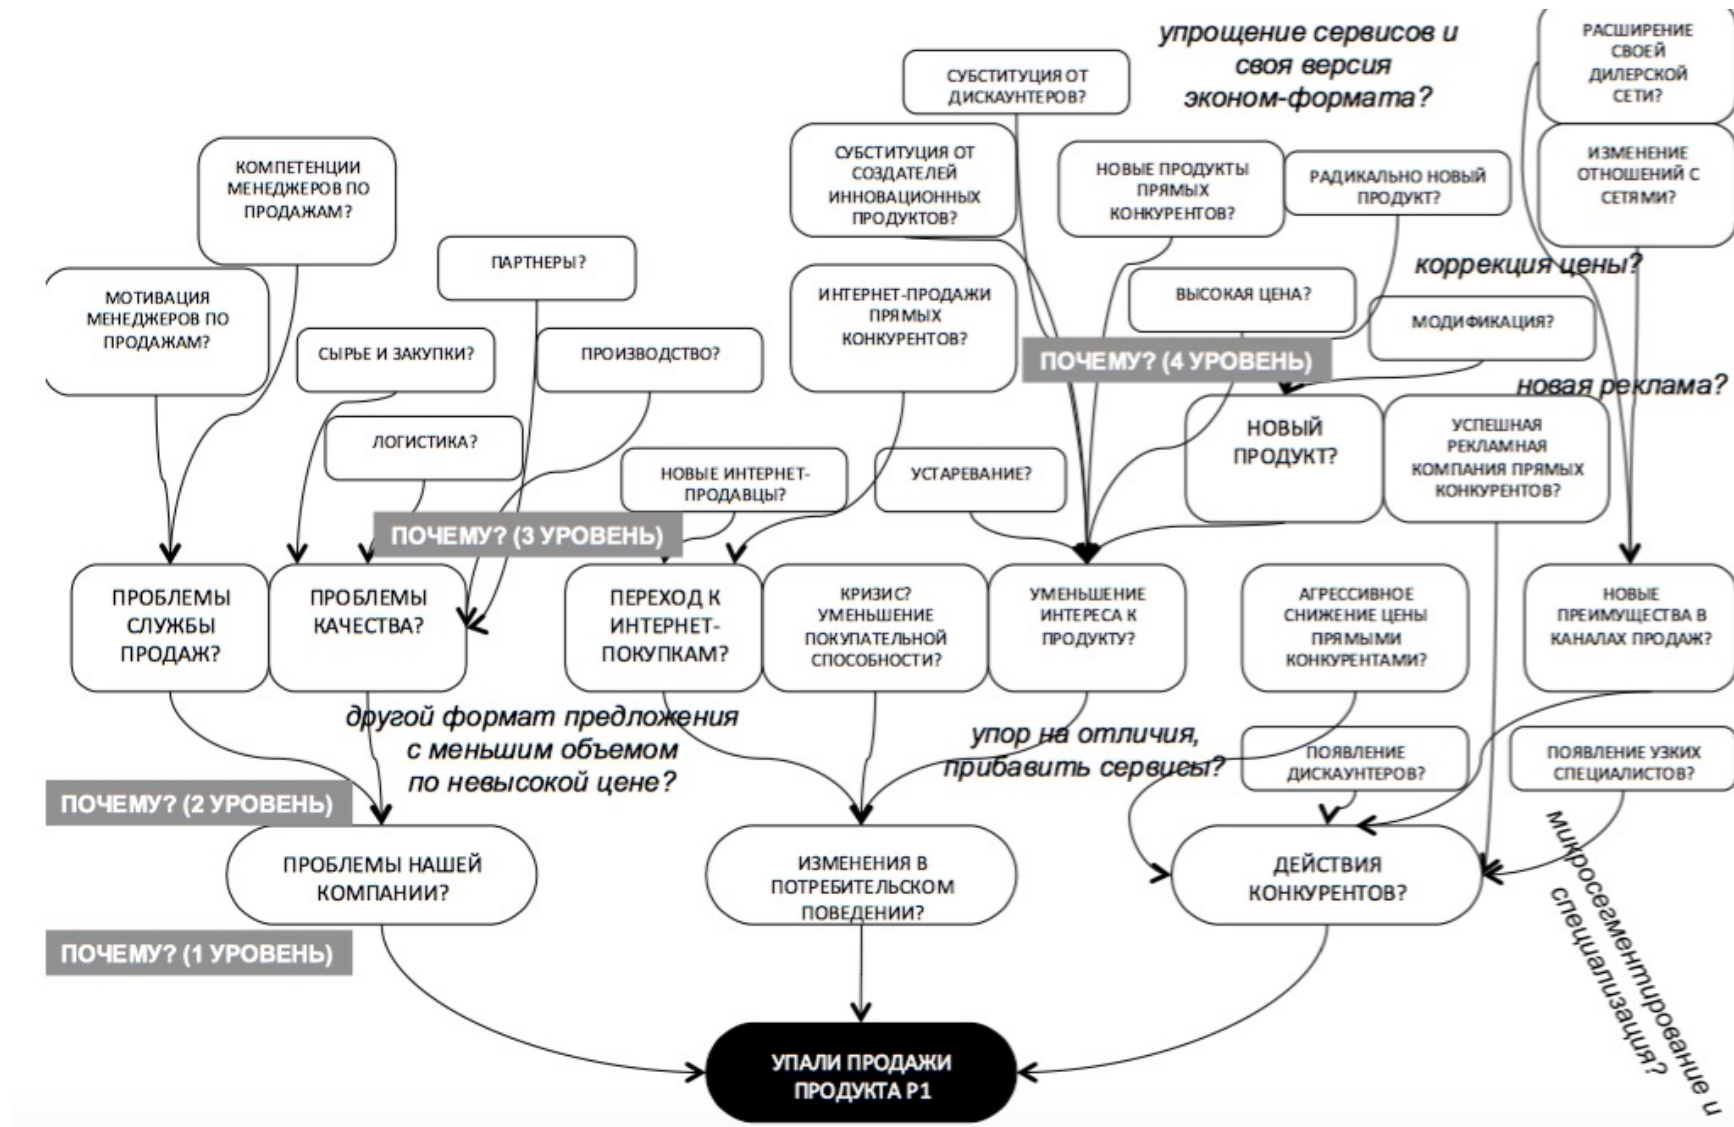 упрощение сервисов и
своя версия
эконом-формата?
РАСШИРЕНИЕ
СВОЕЙ
ДИЛЕРСКОЙ
СЕТИ?
СУБСТИТУЦИЯ ОТ
ДИСКАУНТЕРОВ?
КОМПЕТЕНЦИИ
МЕНЕДЖЕРОВ ПО
ПРОДАЖАМ?
СУБСТИТУЦИЯ ОТ
СОЗДАТЕЛЕЙ
ИННОВАЦИОННЫХ
ПРОДУКТОВ?
НОВЫЕ ПРОДУКТЫ
ПРЯМЫХ
КОНКУРЕНТОВ?
РАДИКАЛЬНО НОВЫЙ
ПРОДУКТ?
ИЗМЕНЕНИЕ
ОТНОШЕНИЙ С
СЕТЯМИ?
ПАРТНЕРЫ?
коррекция цены?
МОТИВАЦИЯ
МЕНЕДЖЕРОВ ПО
ПРОДАЖАМ?
ИНТЕРНЕТ-ПРОДАЖИ
ПРЯМЫХ
КОНКУРЕНТОВ?
ВЫСОКАЯ ЦЕНА?
МОДИФИКАЦИЯ?
СЫРЬЕ И ЗАКУПКИ?
ПРОИЗВОДСТВО?
ПОЧЕМУ? (4 УРОВЕНЬ)
новая реклама?
ЛОГИСТИКА?
НОВЫЙ
ПРОДУКТ?
УСПЕШНАЯ
РЕКЛАМНАЯ
КОМПАНИЯ ПРЯМЫХ
КОНКУРЕНТОВ?
НОВЫЕ ИНТЕРНЕТ-
ПРОДАВЦЫ?
УСТАРЕВАНИЕ?
ПОЧЕМУ? (3 УРОВЕНЬ)
ПРОБЛЕМЫ
СЛУЖБЫ
ПРОДАЖ?
ПРОБЛЕМЫ
КАЧЕСТВА?
ПЕРЕХОД К
ИНТЕРНЕТ-
ПОКУПКАМ?
КРИЗИС?
УМЕНЬШЕНИЕ
ПОКУПАТЕЛЬНОЙ
СПОСОБНОСТИ?
УМЕНЬШЕНИЕ
ИНТЕРЕСА К
ПРОДУКТУ?
АГРЕССИВНОЕ
СНИЖЕНИЕ ЦЕНЫ
ПРЯМЫМИ
КОНКУРЕНТАМИ?
НОВЫЕ
ПРЕИМУЩЕСТВА В
КАНАЛАХ ПРОДАЖ?
другой формат предложения
с меньшим объемом
по невысокой цене?
упор на отличия,
прибавить сервисы?
ПОЯВЛЕНИЕ
ДИСКАУНТЕРОВ?
ПОЯВЛЕНИЕ УЗКИХ
СПЕЦИАЛИСТОВ?
ПОЧЕМУ? (2 УРОВЕНЬ)
ПРОБЛЕМЫ НАШЕЙ
КОМПАНИИ?
ИЗМЕНЕНИЯ В
ПОТРЕБИТЕЛЬСКОМ
ПОВЕДЕНИИ?
ДЕЙСТВИЯ
КОНКУРЕНТОВ?
микросегментирование и
специализация?
ПОЧЕМУ? (1 УРОВЕНЬ)
УПАЛИ ПРОДАЖИ
ПРОДУКТА P1